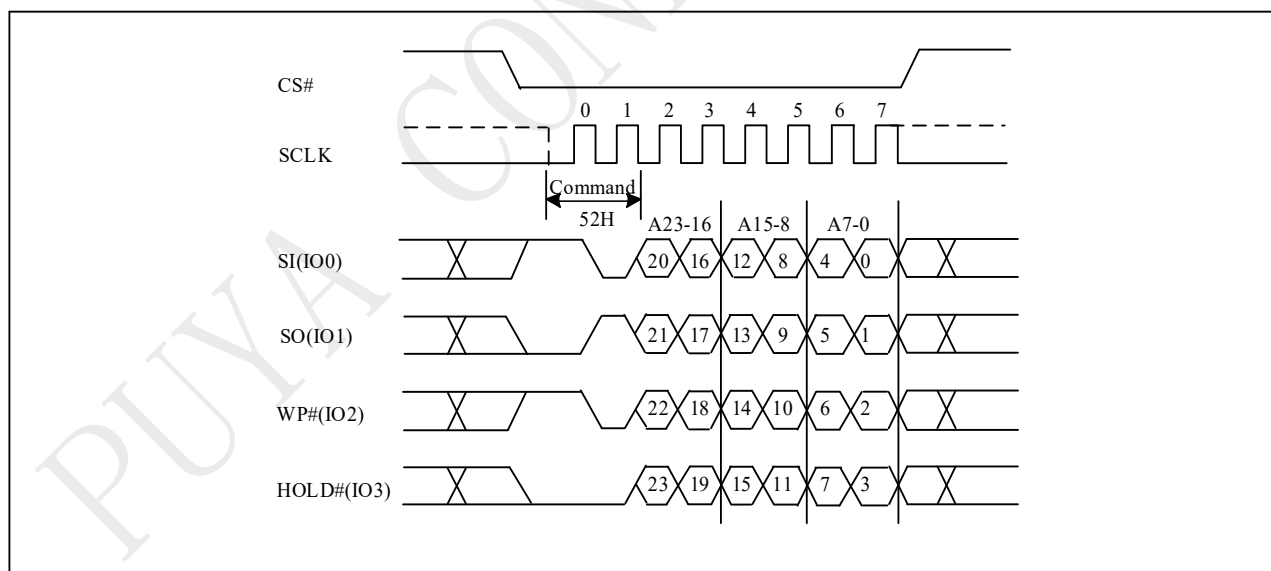 CS#
0 1 2 3 4 5 6 7
SCLK
Command
52H
A23-16 A15-8 A7-0
SI(IO0) 20 16 12 8 4 0
SO(IO1) 21 17 13 9 5 1
WP#(IO2) 22 18 14 10 6 2
HOLD#(IO3) 23 19 15 11 7 3
PUYA